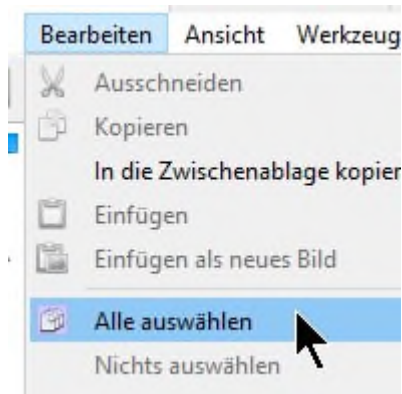 Bearbeiten Ansicht Werkzeug
Ausschneiden
Kopieren
In die Zwischenablage kopier
Einfügen
Einfügen als neues Bild
Alle auswählen
Nichts auswählen